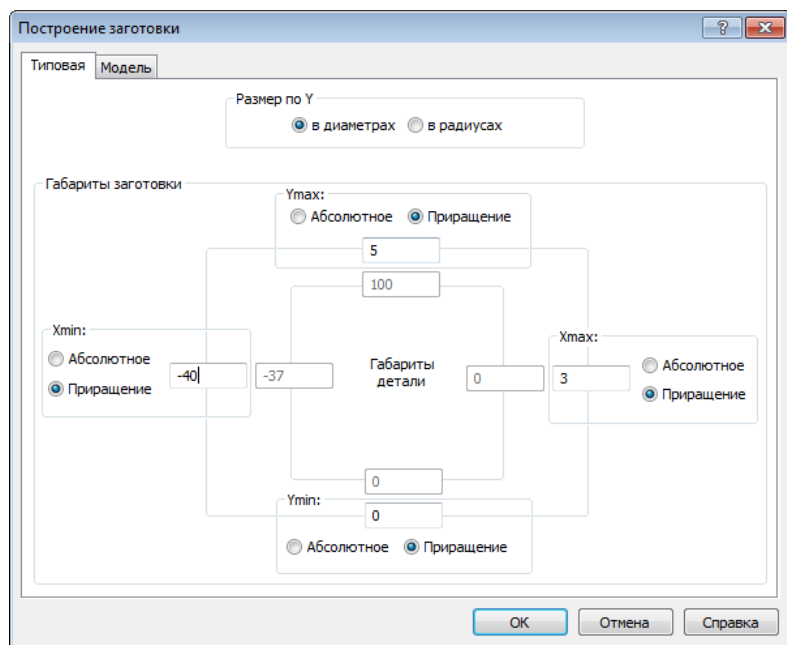 Построение заготовки
Типовая Модель
Размер по Y
в диаметрах в радиусах
Габариты заготовки
Ymax:
Абсолютное Приращение
5
100
Xmin:
Абсолютное
Приращение
-40
-37
Габариты
детали
0
Xmax:
3
Абсолютное
Приращение
0
Ymin:
0
Абсолютное Приращение
OK Отмена Справка